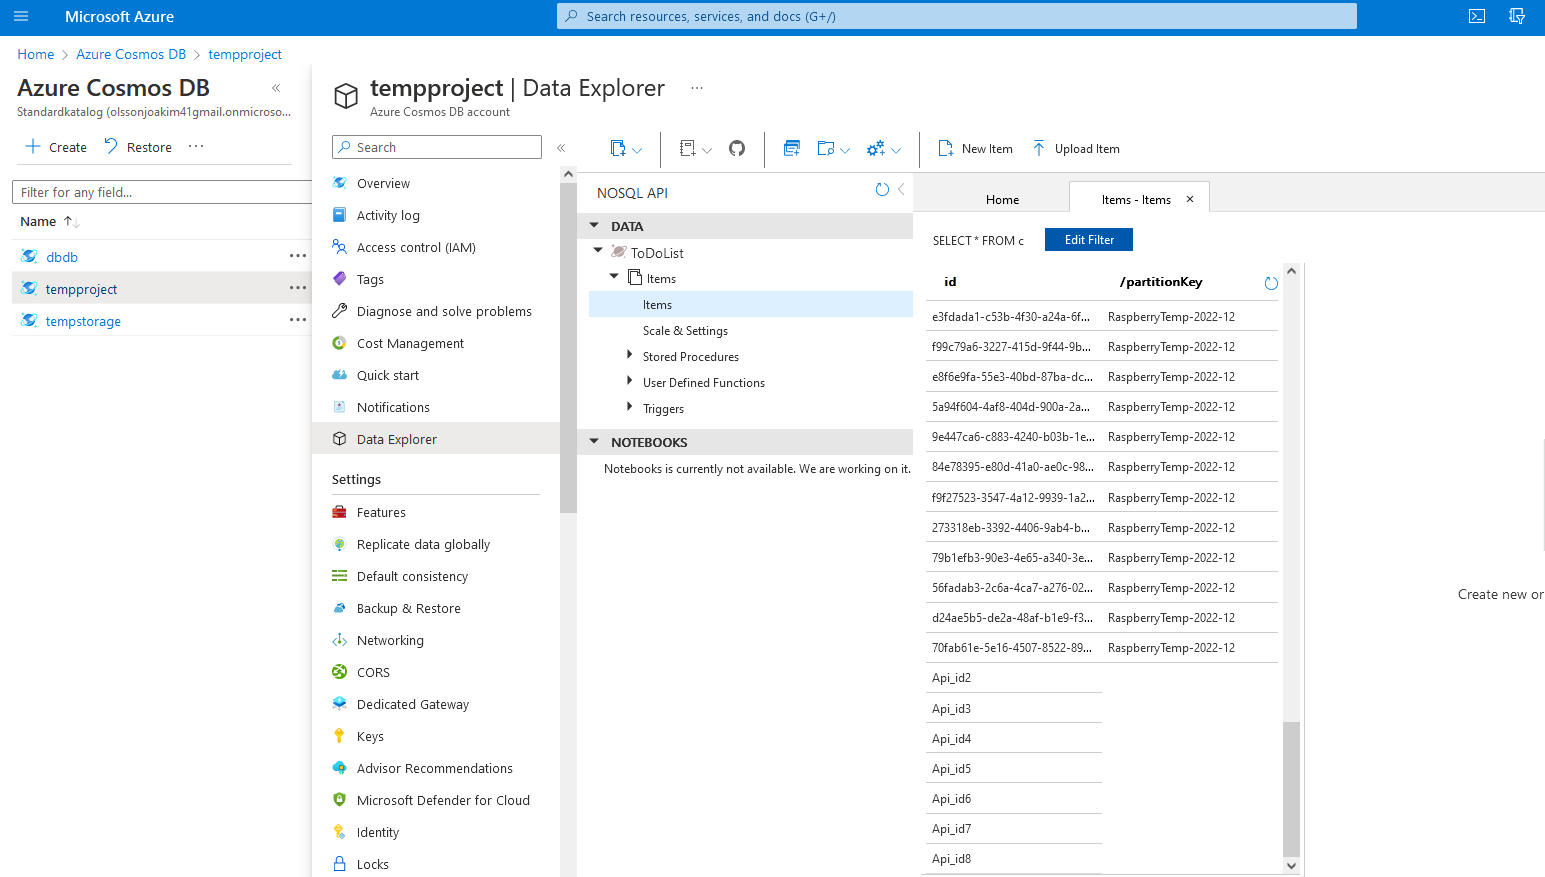 Microsoft Azure
Search resources, services, and docs (G+/)
Home > Azure Cosmos DB > tempproject
Azure Cosmos DB
Standardkatalog (olssonjoakim41gmail.onmicroso...
Create
Restore
Filter for any field...
Name
dbdb
tempproject
tempstorage
tempproject | Data Explorer
Azure Cosmos DB account
Search
Overview
Activity log
Access control (IAM)
Tags
Diagnose and solve problems
Cost Management
Quick start
Notifications
Data Explorer
Settings
Features
Replicate data globally
Default consistency
Backup & Restore
Networking
CORS
Dedicated Gateway
Keys
Advisor Recommendations
Microsoft Defender for Cloud
Identity
Locks
New Item
Upload Item
NOSQL API
DATA
ToDoList
Items
Items
Scale & Settings
Stored Procedures
User Defined Functions
Triggers
NOTEBOOKS
Notebooks is currently not available. We are working on it.
Home
Items - Items
SELECT * FROM c
Edit Filter
id /partitionKey
e3fdada1-c53b-4f30-a24a-6f... RaspberryTemp-2022-12
f99c79a6-3227-415d-9f44-9b... RaspberryTemp-2022-12
e8f6e9fa-55e3-40bd-87ba-dc... RaspberryTemp-2022-12
5a94f604-4af8-404d-900a-2a... RaspberryTemp-2022-12
9e447ca6-c883-4240-b03b-1e... RaspberryTemp-2022-12
84e78395-e80d-41a0-ae0c-98... RaspberryTemp-2022-12
f9f27523-3547-4a12-9939-1a2... RaspberryTemp-2022-12
273318eb-3392-4406-9ab4-b... RaspberryTemp-2022-12
79b1efb3-90e3-4e65-a340-3e... RaspberryTemp-2022-12
56fadab3-2c6a-4ca7-a276-02... RaspberryTemp-2022-12
d24ae5b5-de2a-48af-b1e9-f3... RaspberryTemp-2022-12
70fab61e-5e16-4507-8522-89... RaspberryTemp-2022-12
Api_id2
Api_id3
Api_id4
Api_id5
Api_id6
Api_id7
Api_id8
Create new or